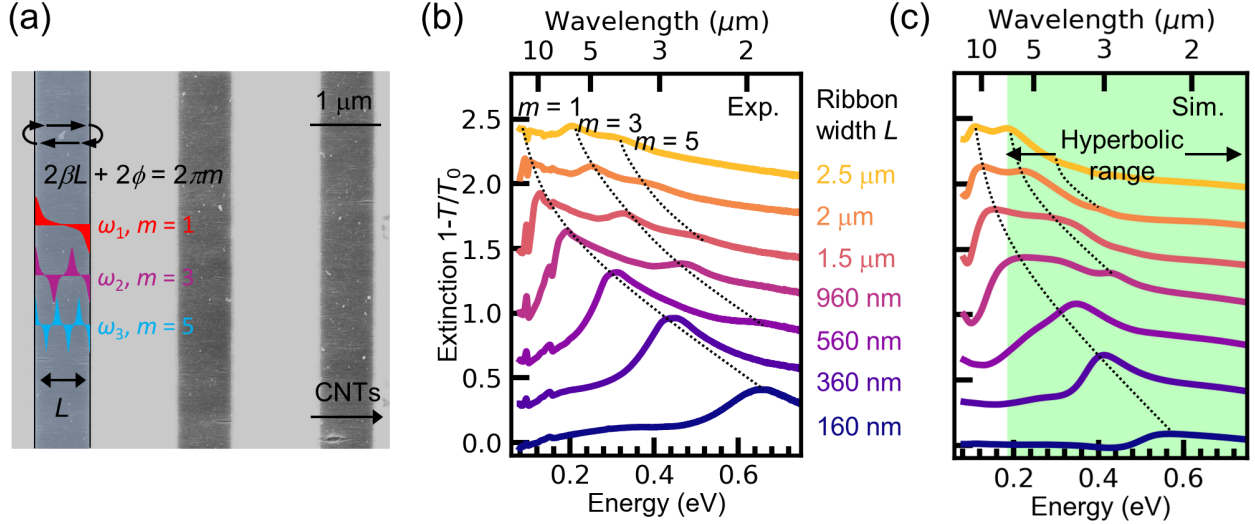 (a)
1 μm
2βL + 2ϕ = 2πm
ω1, m = 1
ω2, m = 3
ω3, m = 5
L
CNTs
(b)
Wavelength (μm)
10 5 3 2
Extinction 1-T/T0
2.5
2.0
1.5
1.0
0.5
0.0
m = 1
m = 3
m = 5
Exp.
0.2 0.4 0.6
Energy (eV)
Ribbon
width L
2.5 μm
2 μm
1.5 μm
960 nm
560 nm
360 nm
160 nm
(c)
Wavelength (μm)
10 5 3 2
Sim.
Hyperbolic
range
0.2 0.4 0.6
Energy (eV)